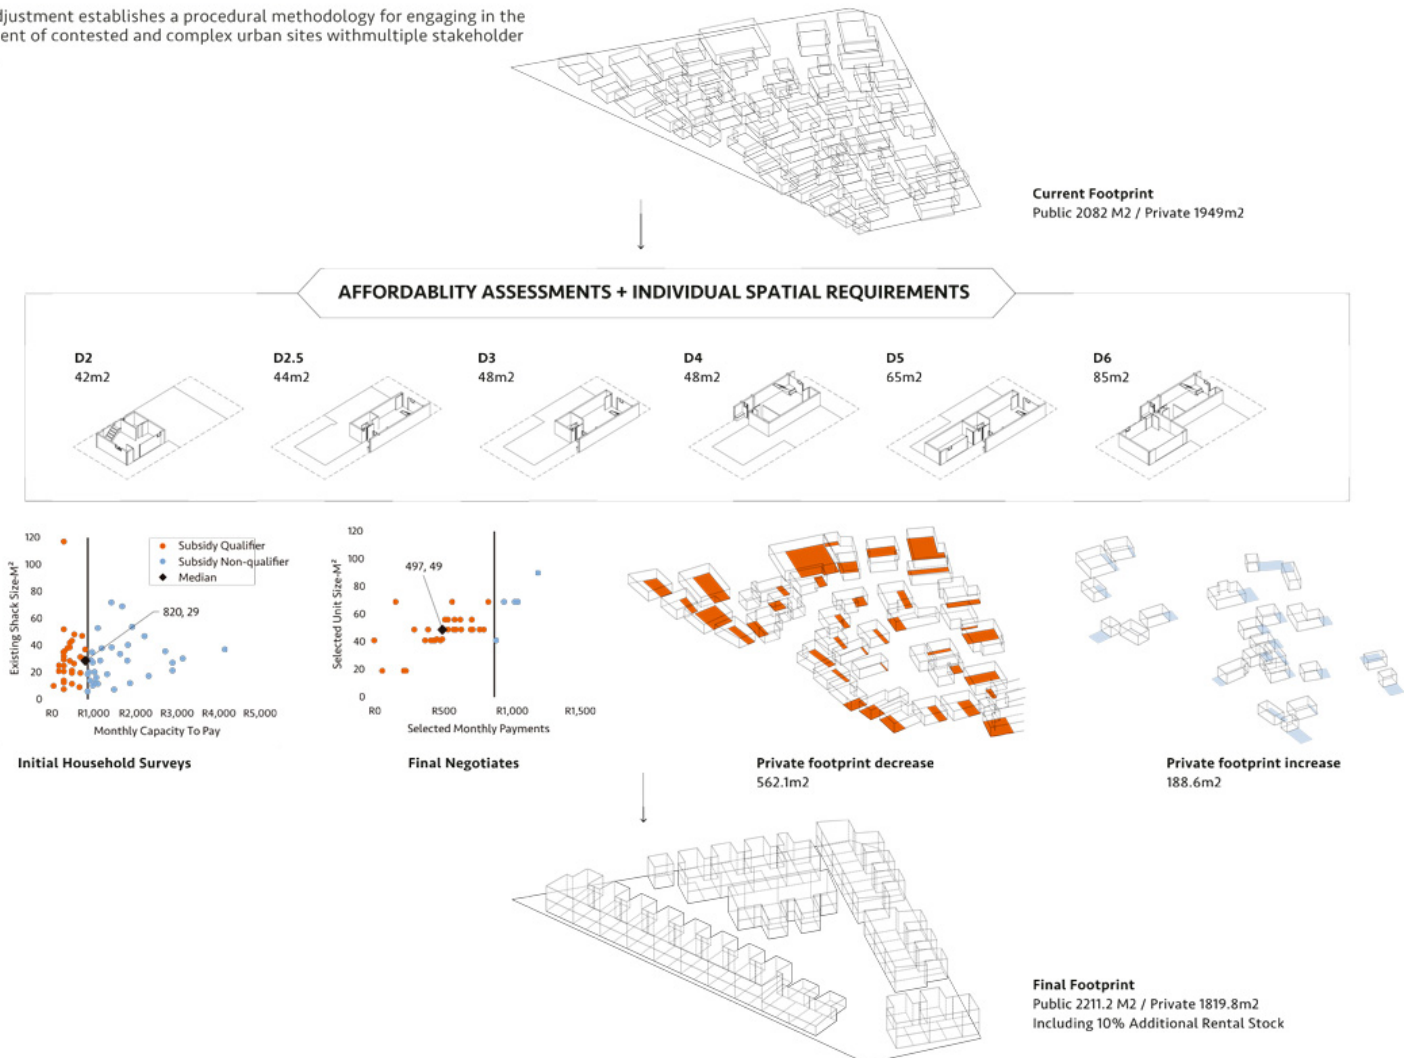 djustment establishes a procedural methodology for engaging in the
ent of contested and complex urban sites withmultiple stakeholder
Current Footprint
Public 2082 M2 / Private 1949m2
AFFORDABLITY ASSESSMENTS + INDIVIDUAL SPATIAL REQUIREMENTS
D2
42m2
D2.5
44m2
D3
48m2
D4
48m2
D5
65m2
D6
85m2
Existing Shack Size-M²
120
100
80
60
40
20
0
R0 R1,000 R2,000 R3,000 R4,000 R5,000
Monthly Capacity To Pay
Subsidy Qualifier
Subsidy Non-qualifier
Median
820, 29
Initial Household Surveys
Selected Unit Size-M²
120
100
80
60
40
20
0
R0 R500 R1,000 R1,500
Selected Monthly Payments
497, 49
Final Negotiates
Private footprint decrease
562.1m2
Private footprint increase
188.6m2
Final Footprint
Public 2211.2 M2 / Private 1819.8m2
Including 10% Additional Rental Stock